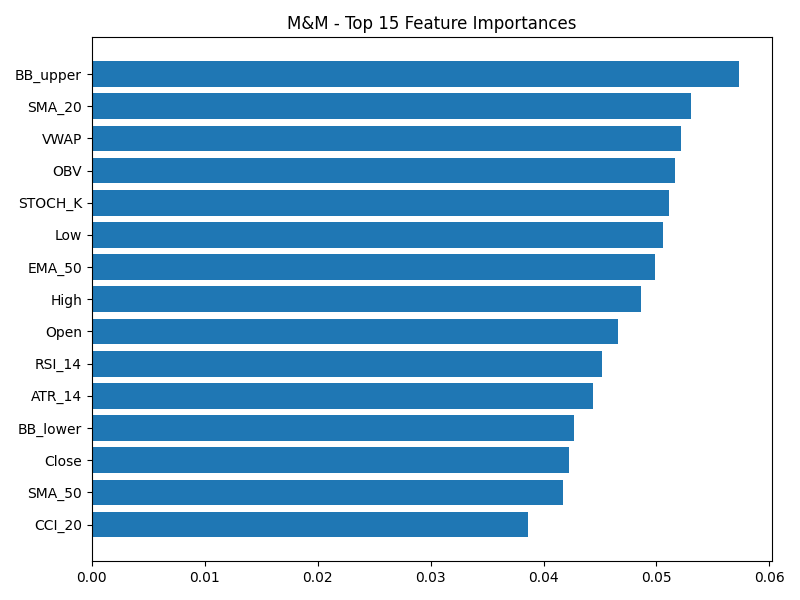 M&M - Top 15 Feature Importances
BB_upper
SMA_20
VWAP
OBV
STOCH_K
Low
EMA_50
High
Open
RSI_14
ATR_14
BB_lower
Close
SMA_50
CCI_20
0.00 0.01 0.02 0.03 0.04 0.05 0.06